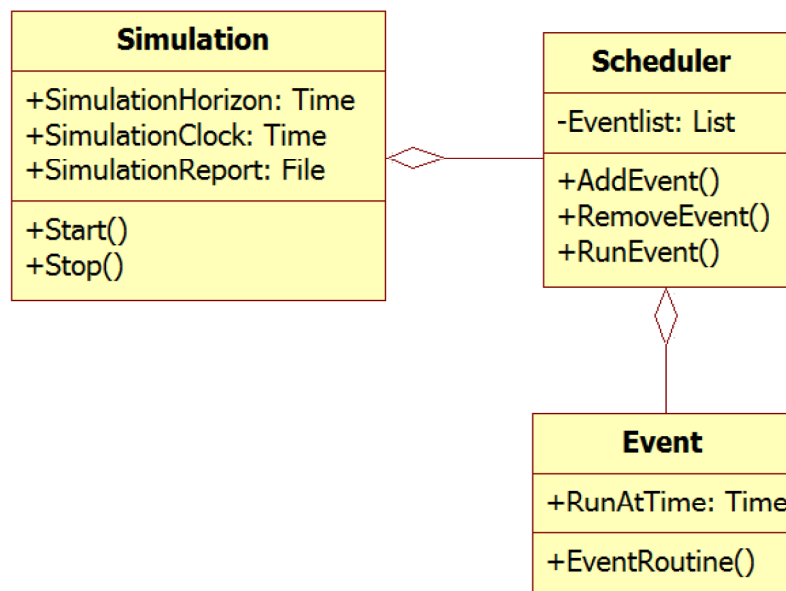 Simulation
+SimulationHorizon: Time
+SimulationClock: Time
+SimulationReport: File
+Start()
+Stop()
Scheduler
-Eventlist: List
+AddEvent()
+RemoveEvent()
+RunEvent()
Event
+RunAtTime: Time
+EventRoutine()